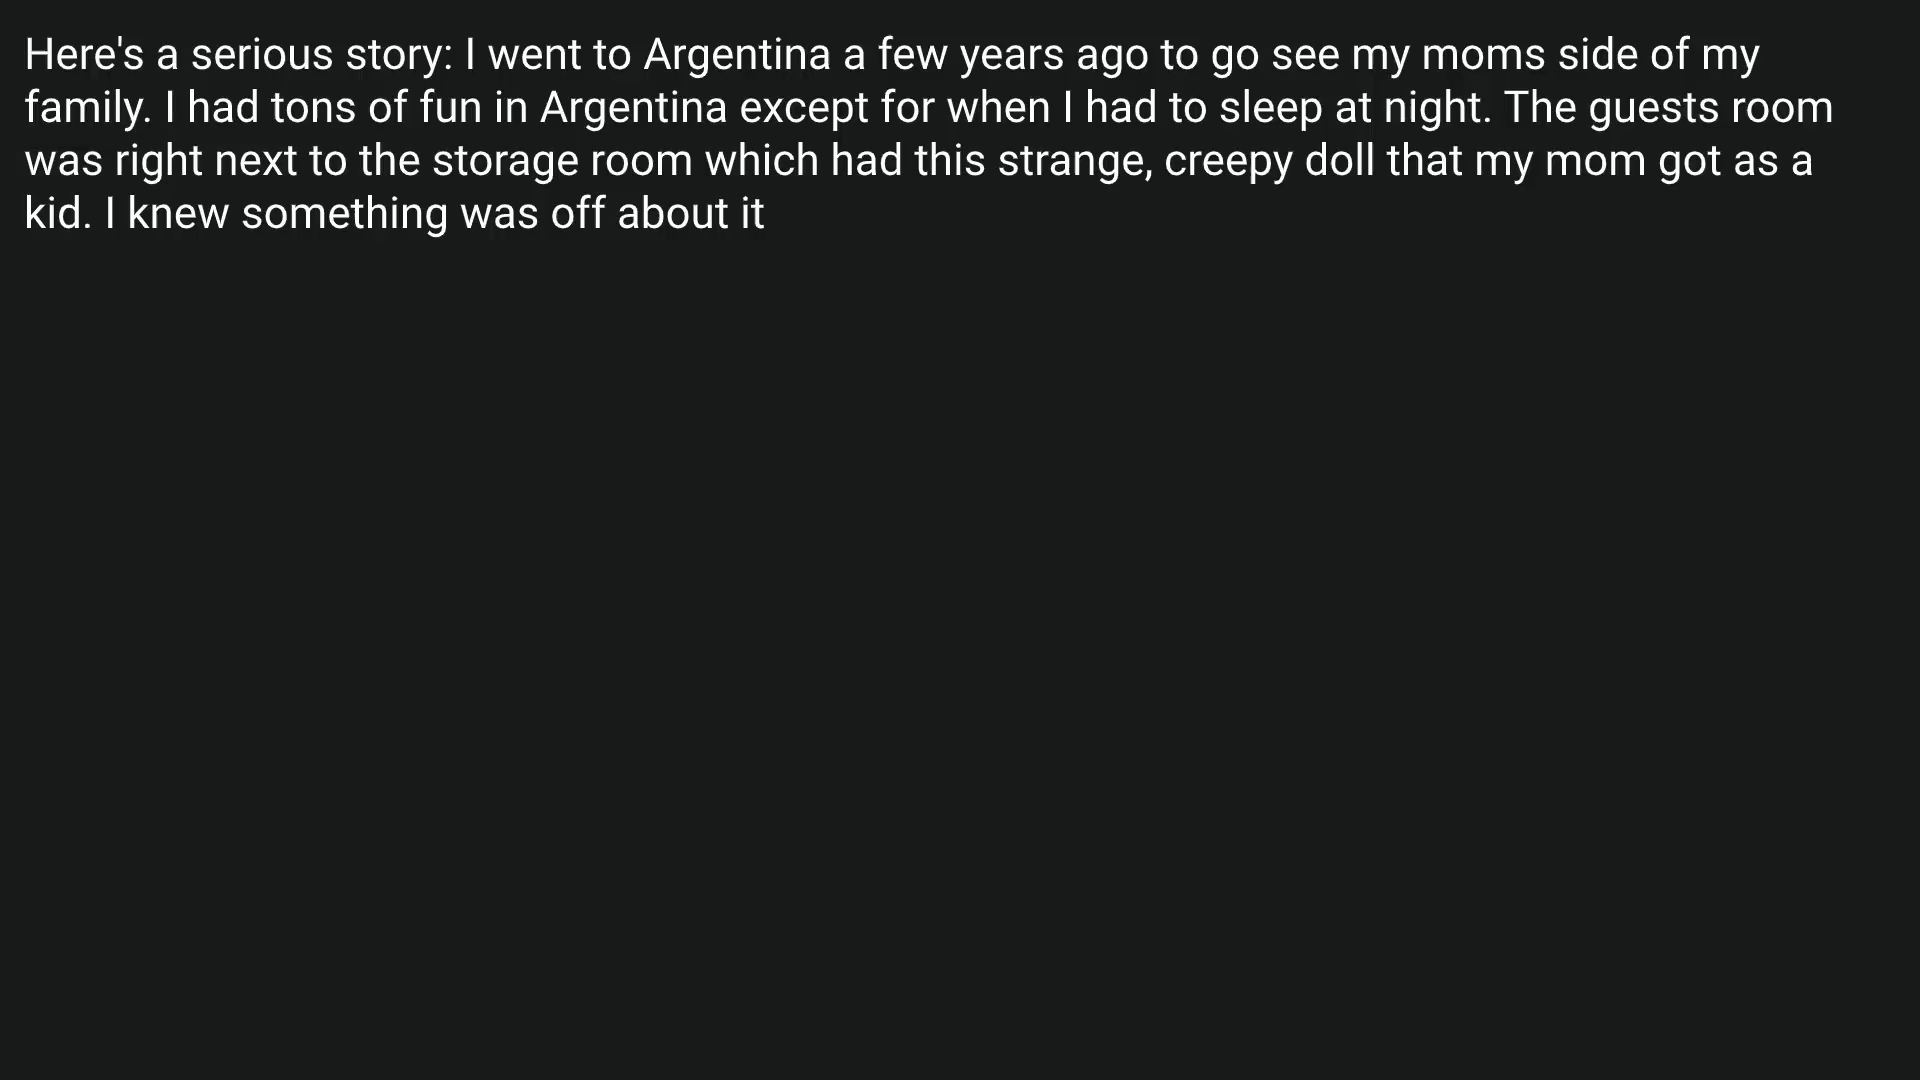 Here's a serious story: I went to Argentina a few years ago to go see my moms side of my
family. I had tons of fun in Argentina except for when I had to sleep at night. The guests room
was right next to the storage room which had this strange, creepy doll that my mom got as a
kid. I knew something was off about it